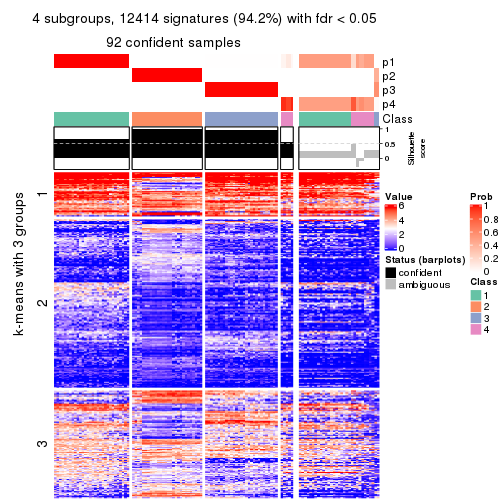 4 subgroups, 12414 signatures (94.2%) with fdr < 0.05
92 confident samples
p1
p2
p3
p4
Class
1
0.5
0
Silhouette
score
k-means with 3 groups
1
2
3
Value
6
4
2
0
Status (barplots)
confident
ambiguous
Prob
1
0.8
0.6
0.4
0.2
0
Class
1
2
3
4